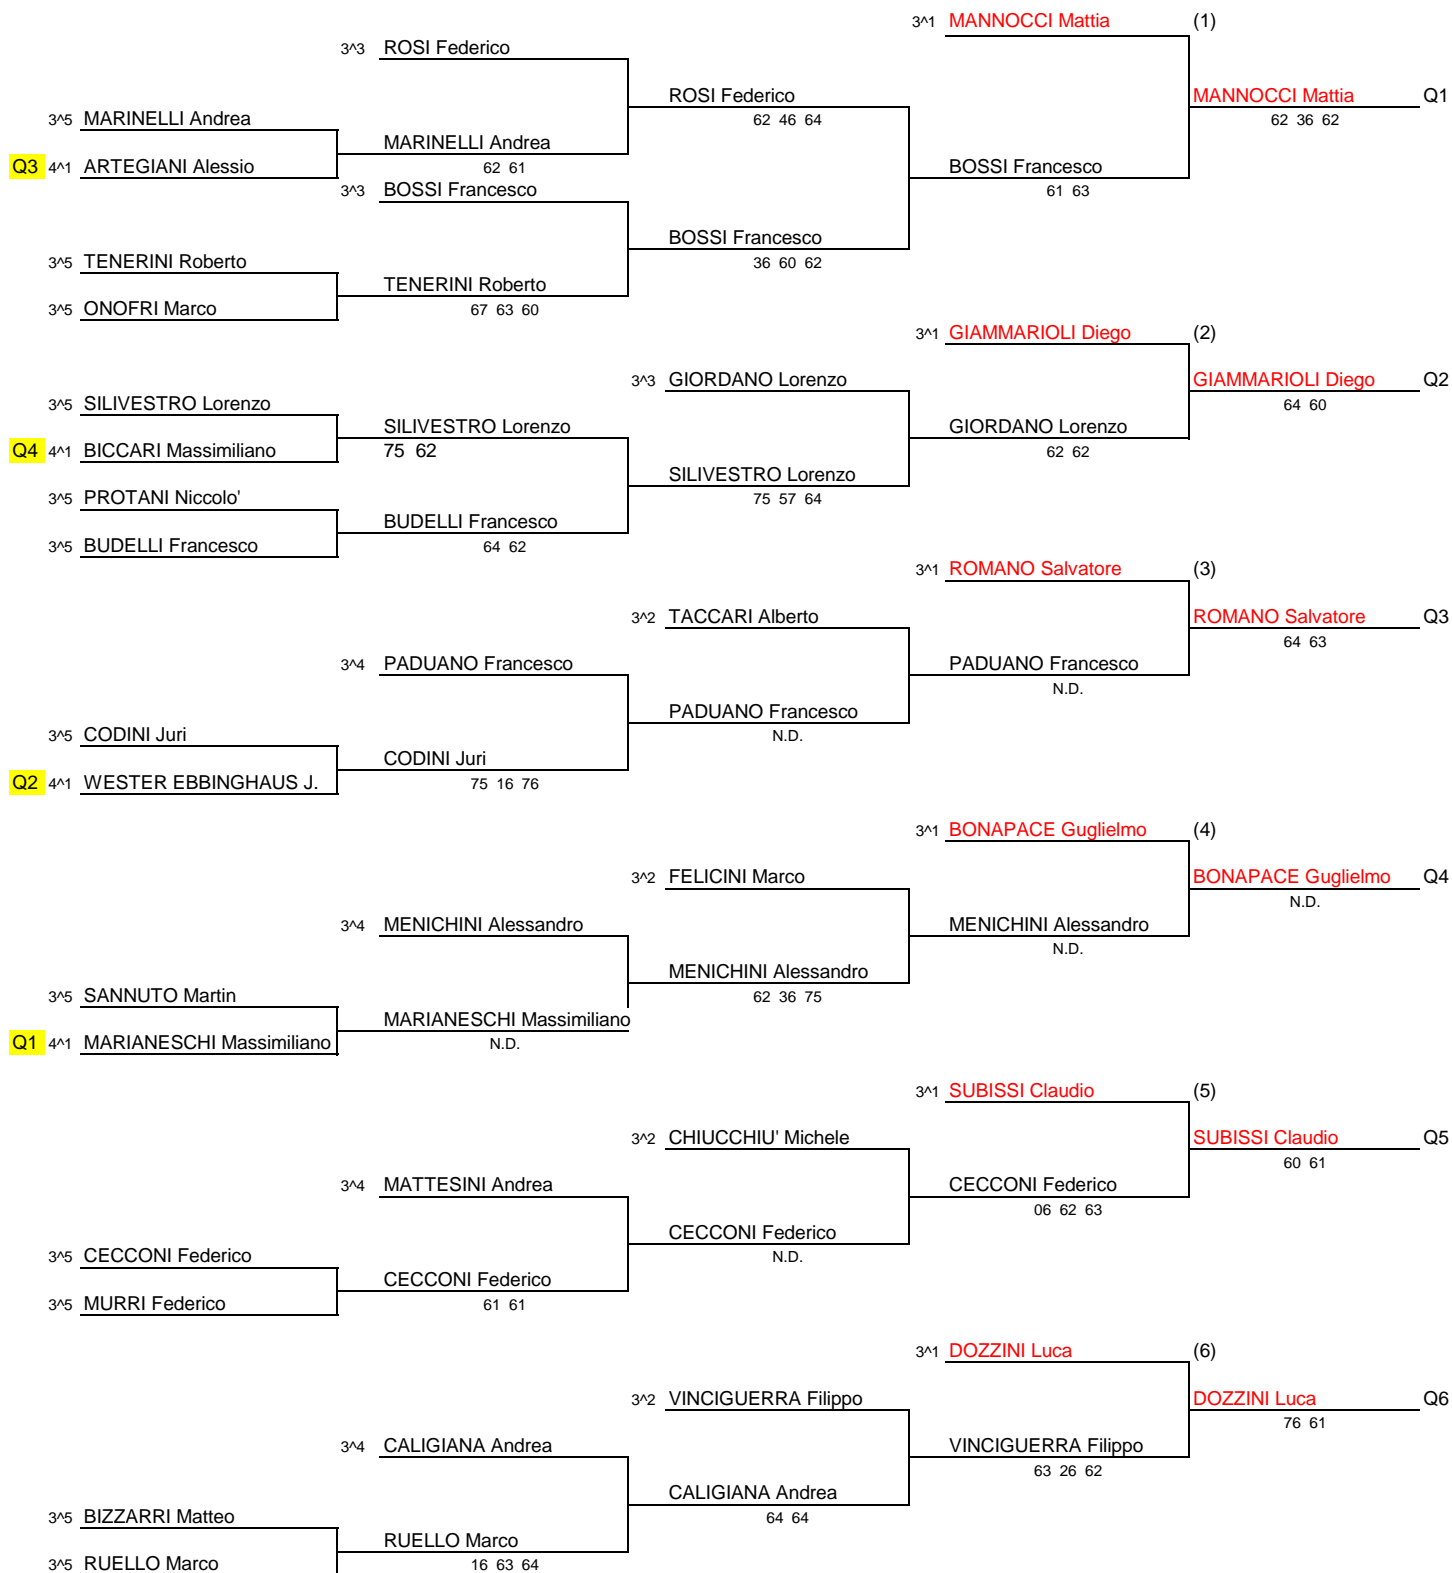 3^1 MANNOCCI Mattia (1)
3^3 ROSI Federico
ROSI Federico MANNOCCI Mattia Q1
3^5 MARINELLI Andrea 62 46 64 62 36 62
MARINELLI Andrea
Q3 4^1 ARTEGIANI Alessio 62 61 BOSSI Francesco
3^3 BOSSI Francesco 61 63
BOSSI Francesco
3^5 TENERINI Roberto 36 60 62
TENERINI Roberto
3^5 ONOFRI Marco 67 63 60
3^1 GIAMMARIOLI Diego (2)
3^3 GIORDANO Lorenzo GIAMMARIOLI Diego Q2
3^5 SILIVESTRO Lorenzo 64 60
SILIVESTRO Lorenzo GIORDANO Lorenzo
Q4 4^1 BICCARI Massimiliano 75 62 62 62
SILIVESTRO Lorenzo
3^5 PROTANI Niccolo' 75 57 64
BUDELLI Francesco
3^5 BUDELLI Francesco 64 62
3^1 ROMANO Salvatore (3)
3^2 TACCARI Alberto ROMANO Salvatore Q3
64 63
3^4 PADUANO Francesco PADUANO Francesco
N.D.
PADUANO Francesco
3^5 CODINI Juri N.D.
CODINI Juri
Q2 4^1 WESTER EBBINGHAUS J. 75 16 76
3^1 BONAPACE Guglielmo (4)
3^2 FELICINI Marco BONAPACE Guglielmo Q4
N.D.
3^4 MENICHINI Alessandro MENICHINI Alessandro
N.D.
MENICHINI Alessandro
3^5 SANNUTO Martin 62 36 75
MARIANESCHI Massimiliano
Q1 4^1 MARIANESCHI Massimiliano N.D.
3^1 SUBISSI Claudio (5)
3^2 CHIUCCHIU' Michele SUBISSI Claudio Q5
60 61
3^4 MATTESINI Andrea CECCONI Federico
06 62 63
CECCONI Federico
3^5 CECCONI Federico N.D.
CECCONI Federico
3^5 MURRI Federico 61 61
3^1 DOZZINI Luca (6)
3^2 VINCIGUERRA Filippo DOZZINI Luca Q6
76 61
3^4 CALIGIANA Andrea VINCIGUERRA Filippo
63 26 62
CALIGIANA Andrea
3^5 BIZZARRI Matteo 64 64
RUELLO Marco
3^5 RUELLO Marco 16 63 64